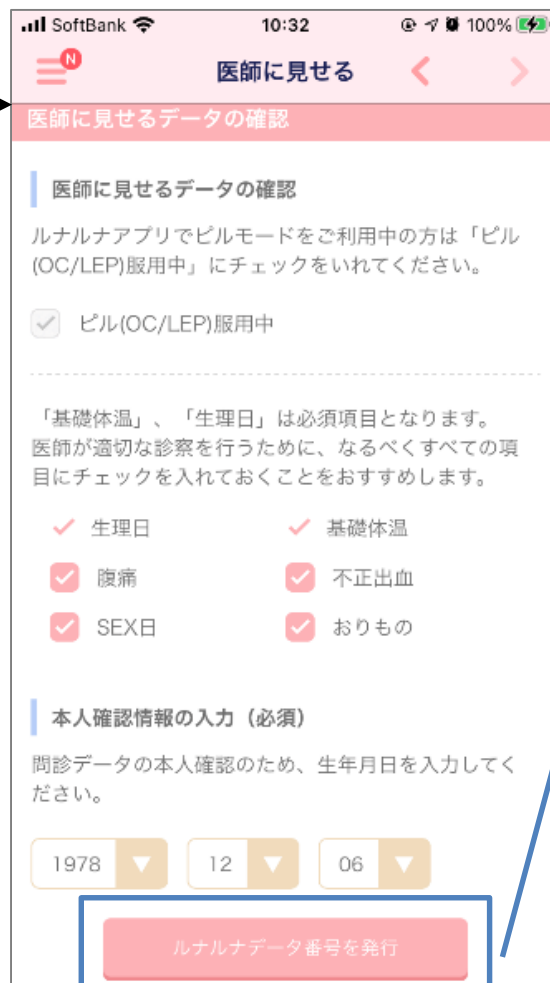 SoftBank 10:32 100%
N
医師に見せる
医師に見せるデータの確認
医師に見せるデータの確認
ルナルナアプリでピルモードをご利用中の方は「ピル
(OC/LEP)服用中」にチェックをいれてください。
ピル(OC/LEP)服用中
「基礎体温」、「生理日」は必須項目となります。
医師が適切な診察を行うために、なるべくすべての項
目にチェックを入れておくことをおすすめします。
生理日 基礎体温
腹痛 不正出血
SEX日 おりもの
本人確認情報の入力（必須）
問診データの本人確認のため、生年月日を入力してく
ださい。
1978 12 06
ルナルナデータ番号を発行